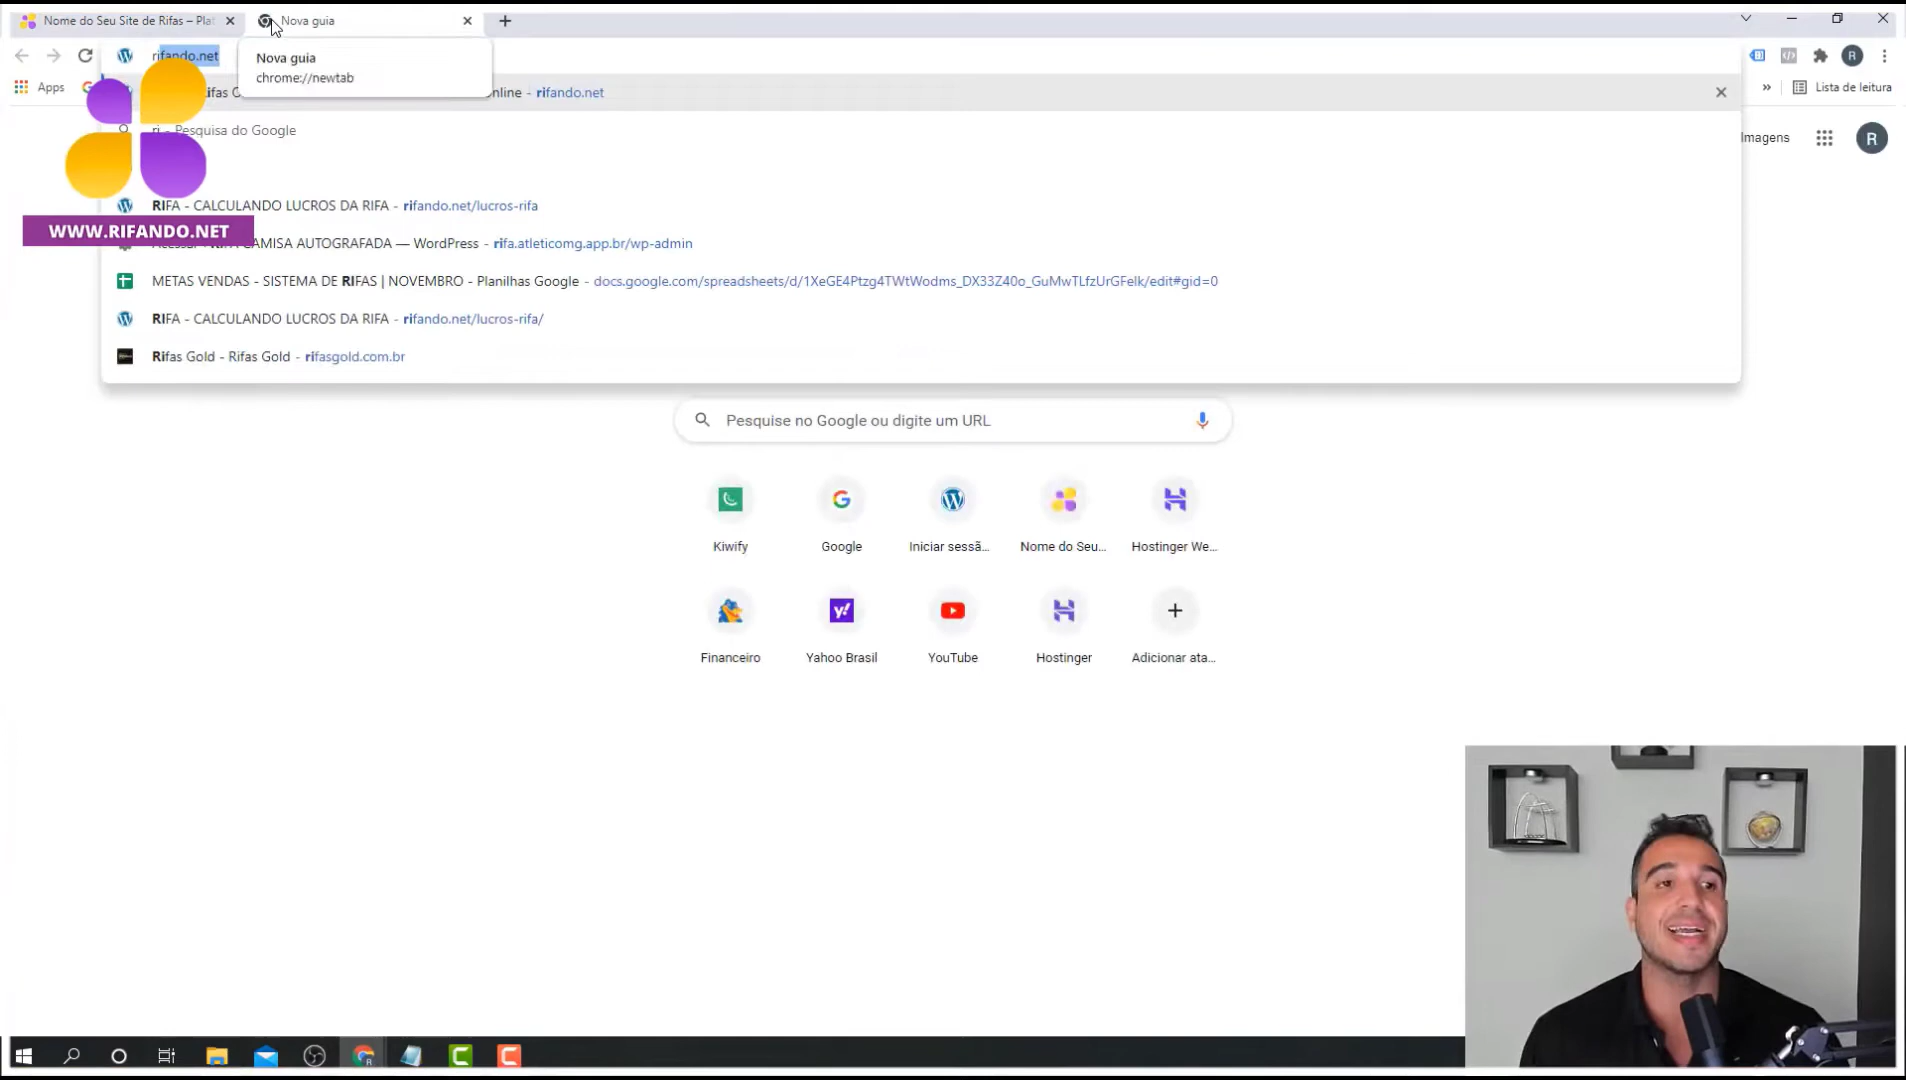 Nome do Seu Site de Rifas – Plat
Nova guia
rifando.net
Nova guia
chrome://newtab
Apps
Lista de leitura
nline - rifando.net
ri - Pesquisa do Google
Imagens
R
R
RIFA - CALCULANDO LUCROS DA RIFA - rifando.net/lucros-rifa
WWW.RIFANDO.NET
CAMISA AUTOGRAFADA — WordPress - rifa.atleticomg.app.br/wp-admin
METAS VENDAS - SISTEMA DE RIFAS | NOVEMBRO - Planilhas Google - docs.google.com/spreadsheets/d/1XeGE4Ptzg4TWtWodms_DX33Z40o_GuMwTLfzUrGFelk/edit#gid=0
RIFA - CALCULANDO LUCROS DA RIFA - rifando.net/lucros-rifa/
Rifas Gold - Rifas Gold - rifasgold.com.br
Pesquise no Google ou digite um URL
Kiwify
Google
Iniciar sessã...
Nome do Seu...
Hostinger We...
Financeiro
Yahoo Brasil
YouTube
Hostinger
Adicionar ata...